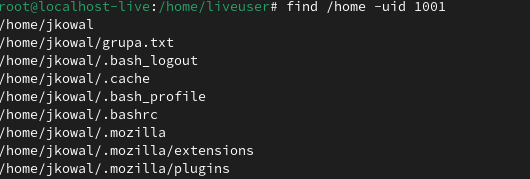 root@localhost-live:/home/liveuser# find /home -uid 1001
/home/jkowal
/home/jkowal/grupa.txt
/home/jkowal/.bash_logout
/home/jkowal/.cache
/home/jkowal/.bash_profile
/home/jkowal/.bashrc
/home/jkowal/.mozilla
/home/jkowal/.mozilla/extensions
/home/jkowal/.mozilla/plugins